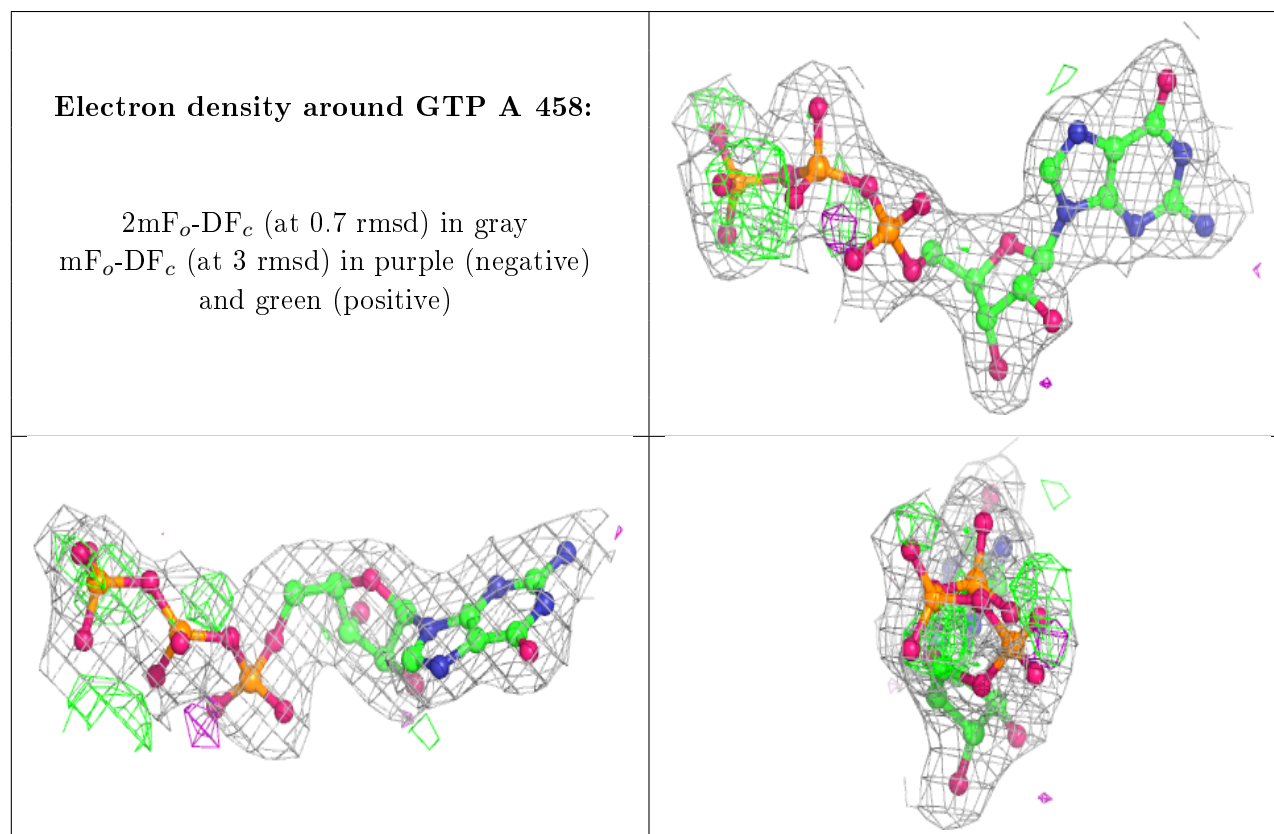 Electron density around GTP A 458:
2mFo-DFc (at 0.7 rmsd) in gray
mFo-DFc (at 3 rmsd) in purple (negative)
and green (positive)